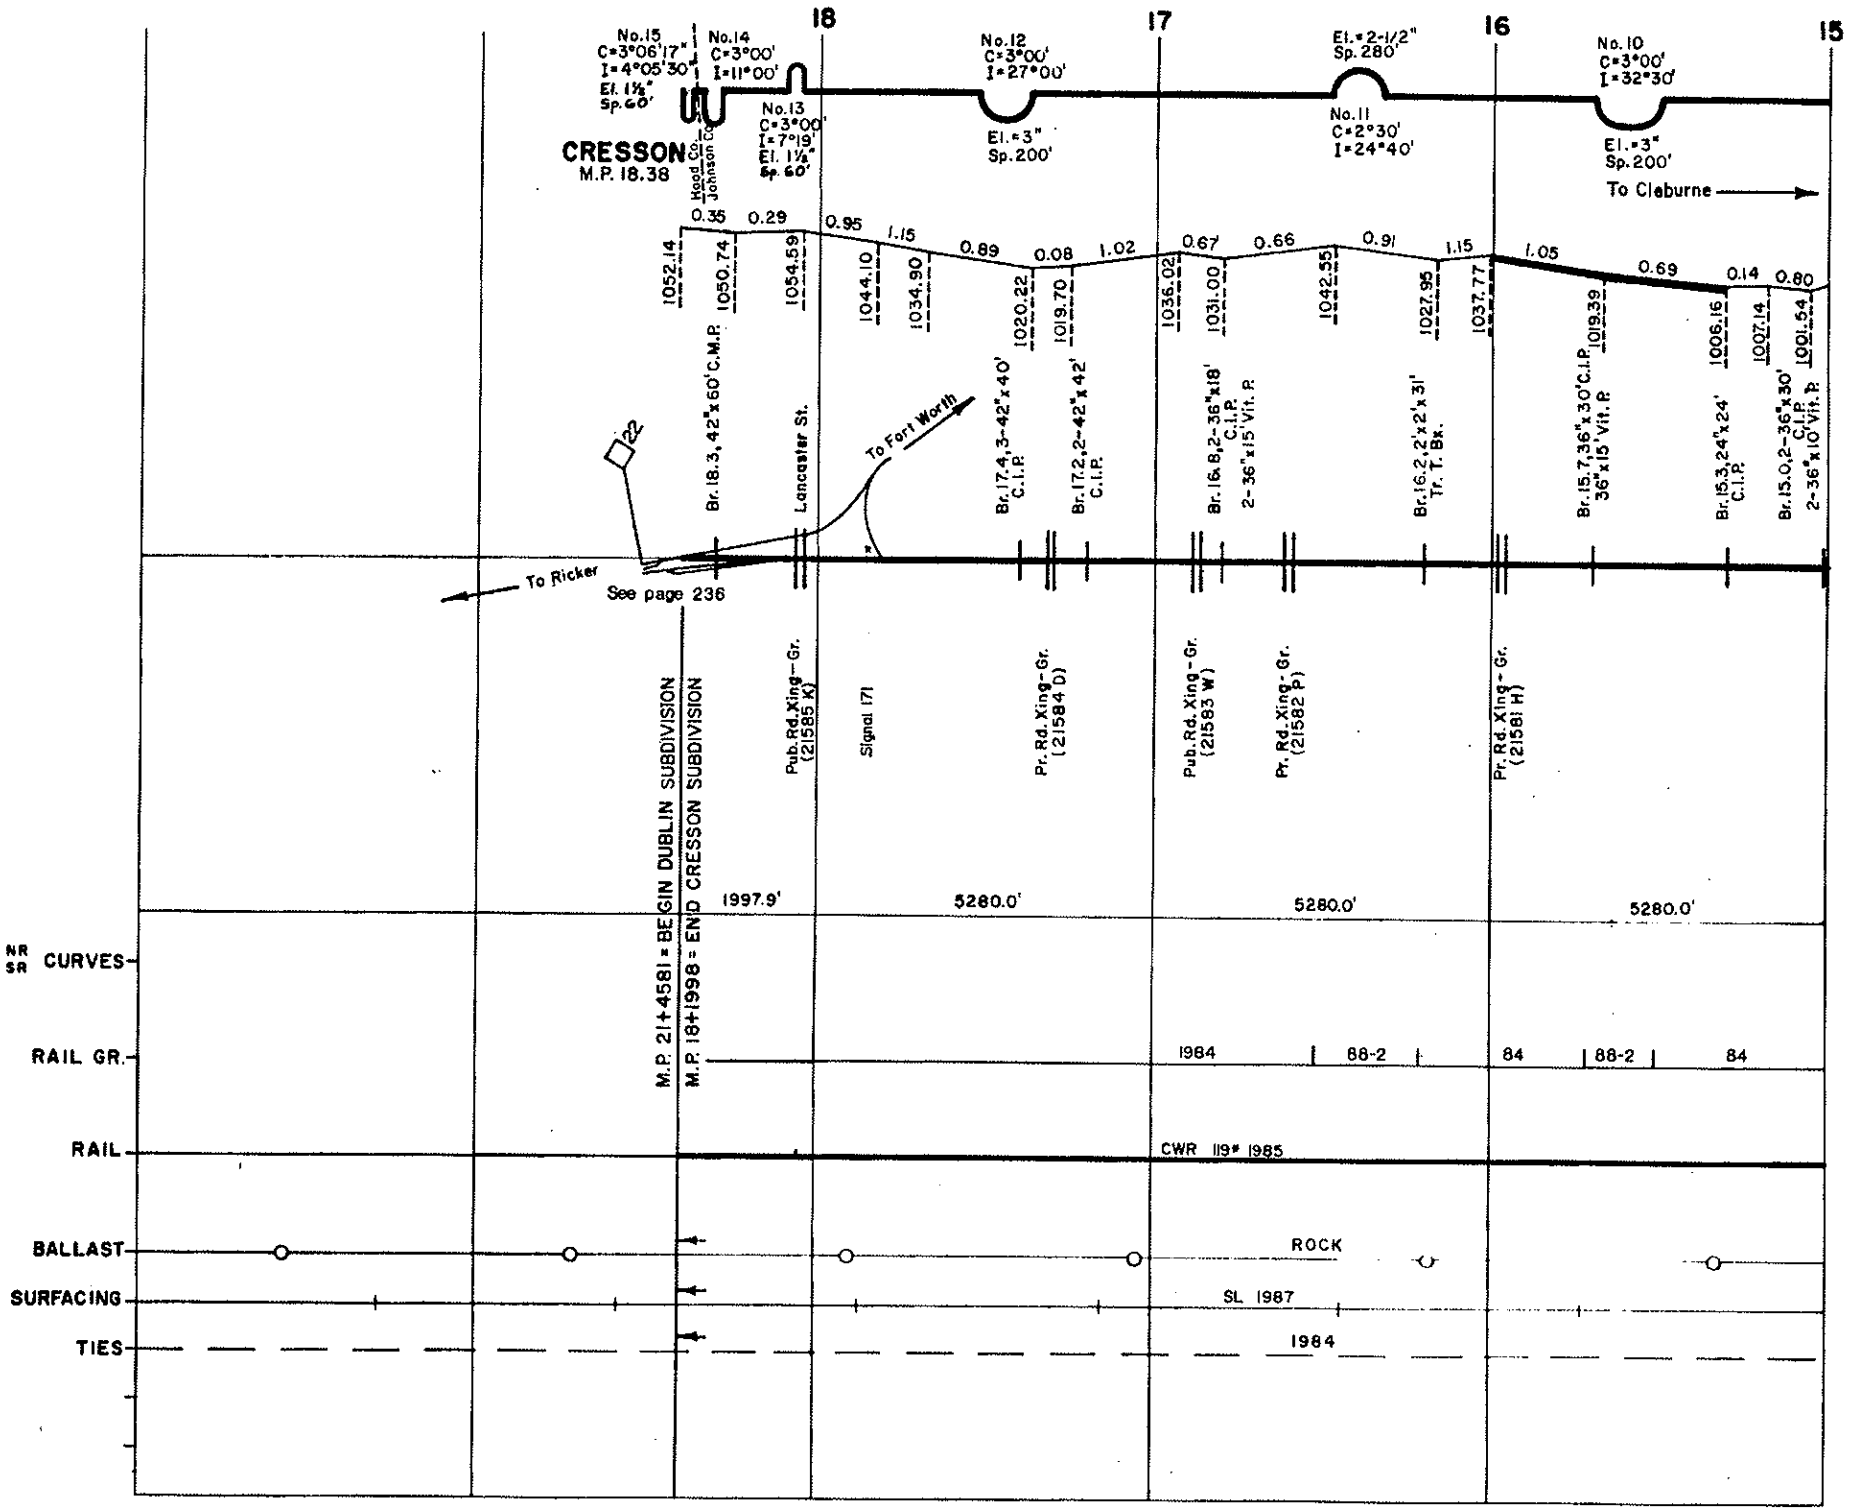 18
17
16
15
No.15
C=3°06'17"
I=4°05'30"
El. 1½"
Sp. 60'
No.14
C=3°00'
I=11°00'
No.13
C=3°00'
I=7°19'
El. 1½"
Sp. 60'
No.12
C=3°00'
I=27°00'
El.=3"
Sp.200'
El.=2-1/2"
Sp. 280'
No.11
C=2°30'
I=24°40'
No.10
C=3°00'
I=32°30'
El.=3"
Sp.200'
CRESSON
M.P. 18.38
Hood Co.
Johnson Co.
To Cleburne
0.35
0.29
0.95
1.15
0.89
0.08
1.02
0.67
0.66
0.91
1.15
1.05
0.69
0.14
0.80
1052.14
1050.74
1054.59
1044.10
1034.90
1020.22
1019.70
1036.02
1031.00
1042.55
1027.95
1037.77
1019.39
1006.16
1007.14
1001.54
Br. 18.3, 42"x60' C.M.P.
Lancaster St.
Br.17.4,3-42"x40'
C.I.P.
Br.17.2,2-42"x42'
C.I.P.
Br.16.8,2-36"x18'
C.I.P.
2-36"x15'Vit.P.
Br.16.2,2'x2'x31'
Tr. T. Bx.
Br.15.7,36"x30'C.I.P.
36"x15'Vit.P.
Br.15.3,24"x24'
C.I.P.
Br.15.0,2-36"x30'
C.I.P.
2-36"x10'Vit.P.
22
To Fort Worth
To Ricker
See page 236
*
M.P. 21+4581 = BEGIN DUBLIN SUBDIVISION
M.P. 18+1998 = END CRESSON SUBDIVISION
Pub.Rd.Xing-Gr.
(21585 K)
Signal 171
Pr. Rd.Xing-Gr.
(21584 D)
Pub.Rd.Xing-Gr.
(21583 W)
Pr. Rd.Xing-Gr.
(21582 P)
Pr. Rd.Xing-Gr.
(21581 H)
1997.9'
5280.0'
5280.0'
5280.0'
NR
SR
CURVES
RAIL GR.
1984
88-2
84
88-2
84
RAIL
CWR 119# 1985
BALLAST
ROCK
SURFACING
SL 1987
TIES
1984